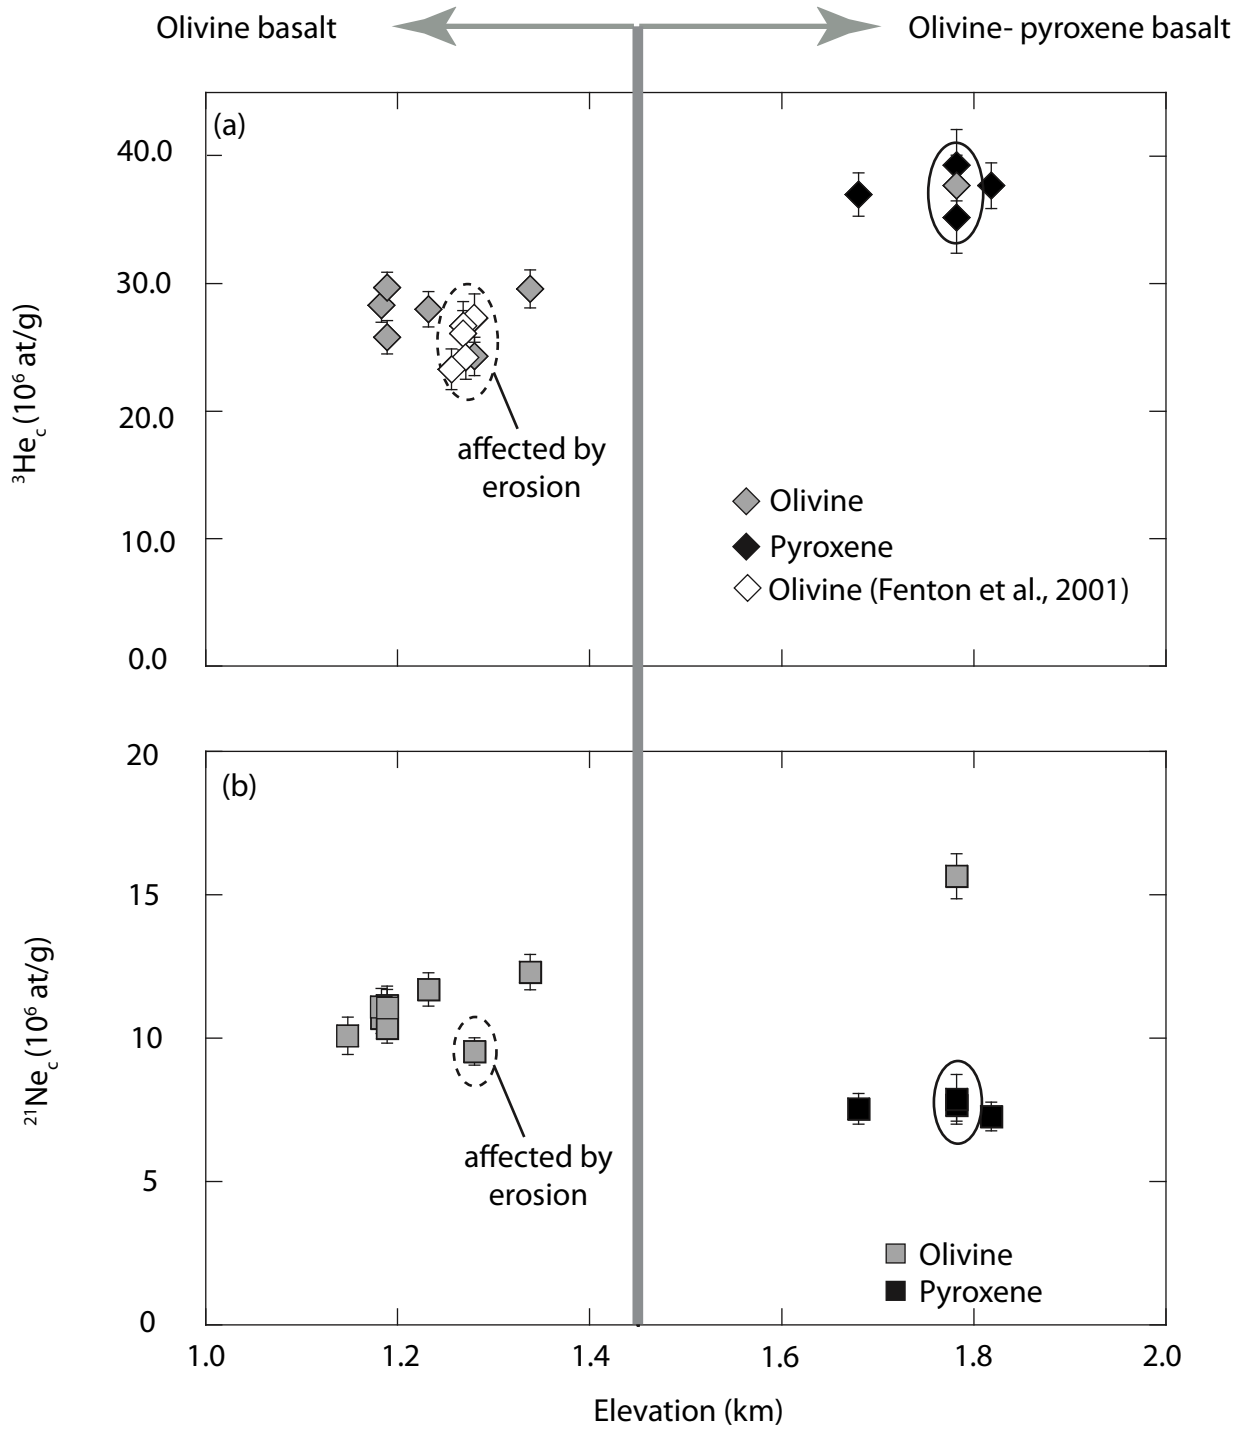 Olivine basalt
Olivine- pyroxene basalt
(a)
40.0
30.0
20.0
10.0
0.0
³He_c (10⁶ at/g)
affected by
erosion
Olivine
Pyroxene
Olivine (Fenton et al., 2001)
(b)
20
15
10
5
0
²¹Ne_c (10⁶ at/g)
affected by
erosion
Olivine
Pyroxene
1.0 1.2 1.4 1.6 1.8 2.0
Elevation (km)